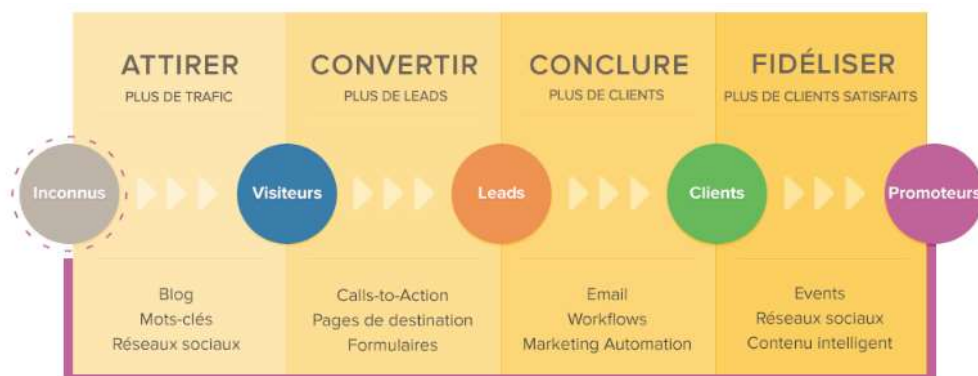 ATTIRER
PLUS DE TRAFIC
CONVERTIR
PLUS DE LEADS
CONCLURE
PLUS DE CLIENTS
FIDÉLISER
PLUS DE CLIENTS SATISFAITS
Inconnus
Visiteurs
Leads
Clients
Promoteurs
Blog
Mots-clés
Réseaux sociaux
Calls-to-Action
Pages de destination
Formulaires
Email
Workflows
Marketing Automation
Events
Réseaux sociaux
Contenu intelligent